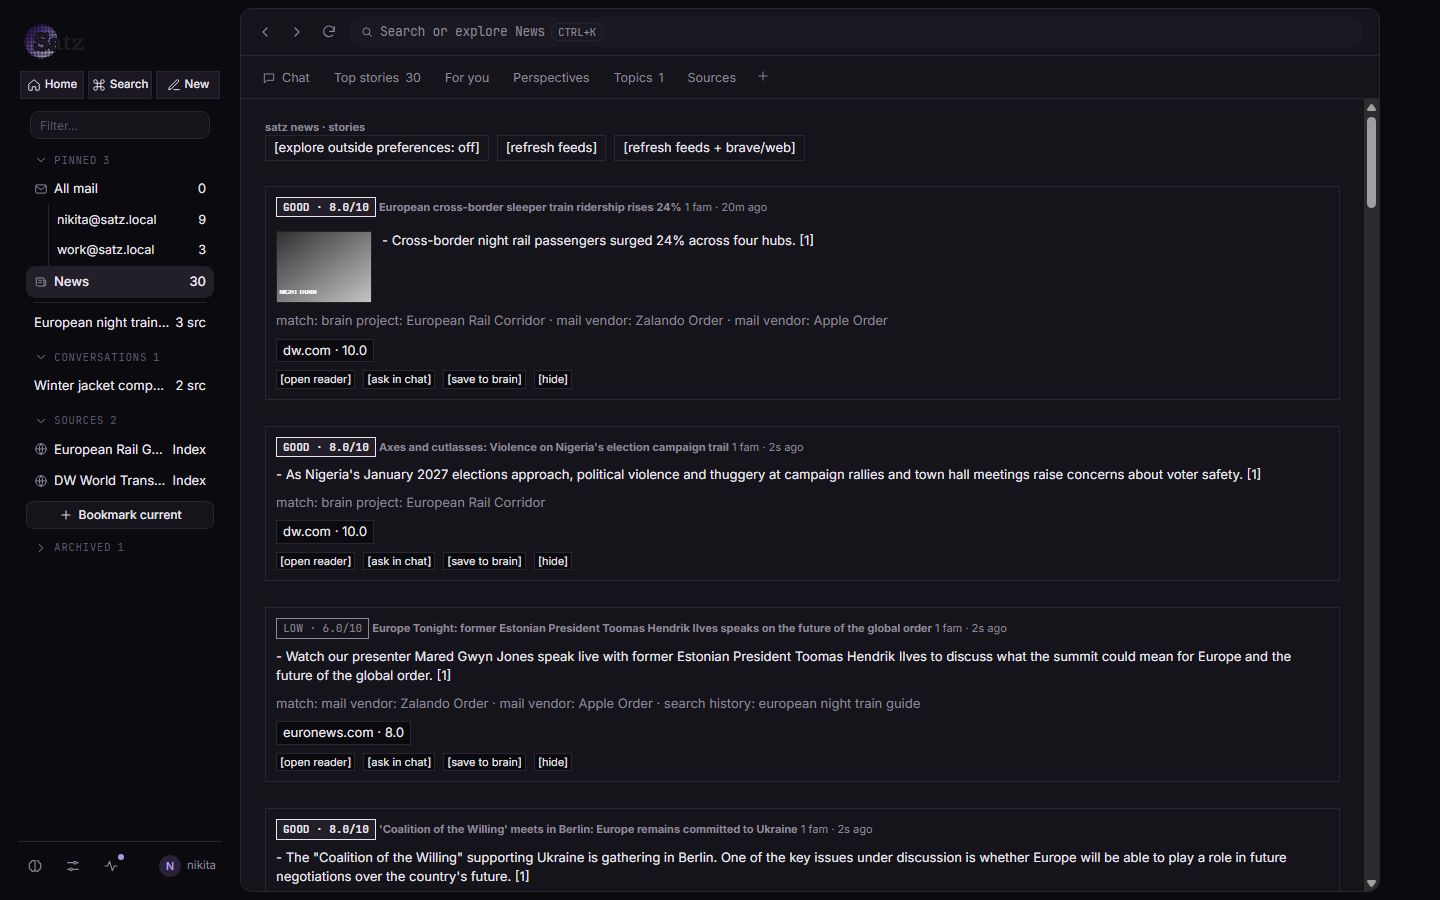 Satz
Home
Search
New
Filter...
PINNED 3
All mail 0
nikita@satz.local 9
work@satz.local 3
News 30
European night train... 3 src
CONVERSATIONS 1
Winter jacket comp... 2 src
SOURCES 2
European Rail G... Index
DW World Trans... Index
Bookmark current
ARCHIVED 1
N nikita
Search or explore News CTRL+K
Chat Top stories 30 For you Perspectives Topics 1 Sources +
satz news · stories
[explore outside preferences: off] [refresh feeds] [refresh feeds + brave/web]
GOOD · 8.0/10 European cross-border sleeper train ridership rises 24% 1 fam · 20m ago
NIGHT TRAIN
- Cross-border night rail passengers surged 24% across four hubs. [1]
match: brain project: European Rail Corridor · mail vendor: Zalando Order · mail vendor: Apple Order
dw.com · 10.0
[open reader] [ask in chat] [save to brain] [hide]
GOOD · 8.0/10 Axes and cutlasses: Violence on Nigeria's election campaign trail 1 fam · 2s ago
- As Nigeria's January 2027 elections approach, political violence and thuggery at campaign rallies and town hall meetings raise concerns about voter safety. [1]
match: brain project: European Rail Corridor
dw.com · 10.0
[open reader] [ask in chat] [save to brain] [hide]
LOW · 6.0/10 Europe Tonight: former Estonian President Toomas Hendrik Ilves speaks on the future of the global order 1 fam · 2s ago
- Watch our presenter Mared Gwyn Jones speak live with former Estonian President Toomas Hendrik Ilves to discuss what the summit could mean for Europe and the
future of the global order. [1]
match: mail vendor: Zalando Order · mail vendor: Apple Order · search history: european night train guide
euronews.com · 8.0
[open reader] [ask in chat] [save to brain] [hide]
GOOD · 8.0/10 'Coalition of the Willing' meets in Berlin: Europe remains committed to Ukraine 1 fam · 2s ago
- The "Coalition of the Willing" supporting Ukraine is gathering in Berlin. One of the key issues under discussion is whether Europe will be able to play a role in future
negotiations over the country's future. [1]